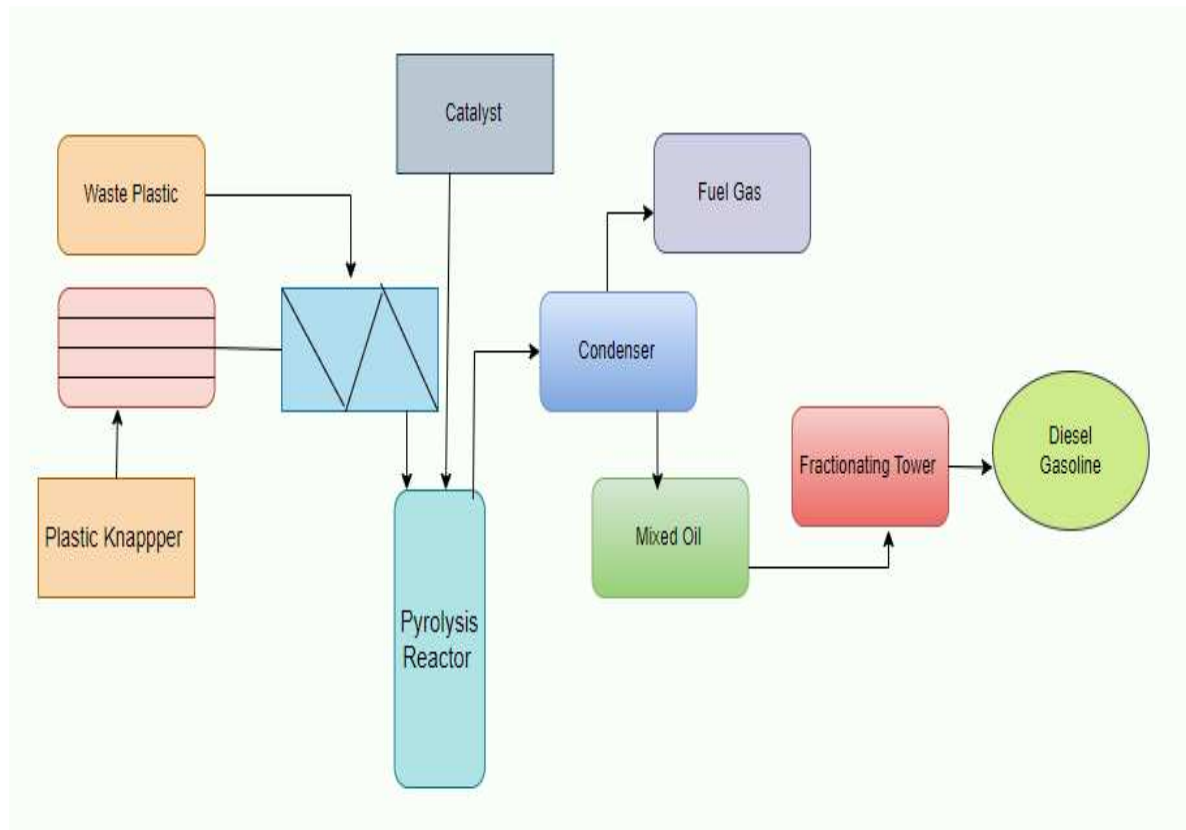 Catalyst
Waste Plastic
Fuel Gas
Condenser
Diesel
Gasoline
Fractionating Tower
Plastic Knappper
Mixed Oil
Pyrolysis
Reactor